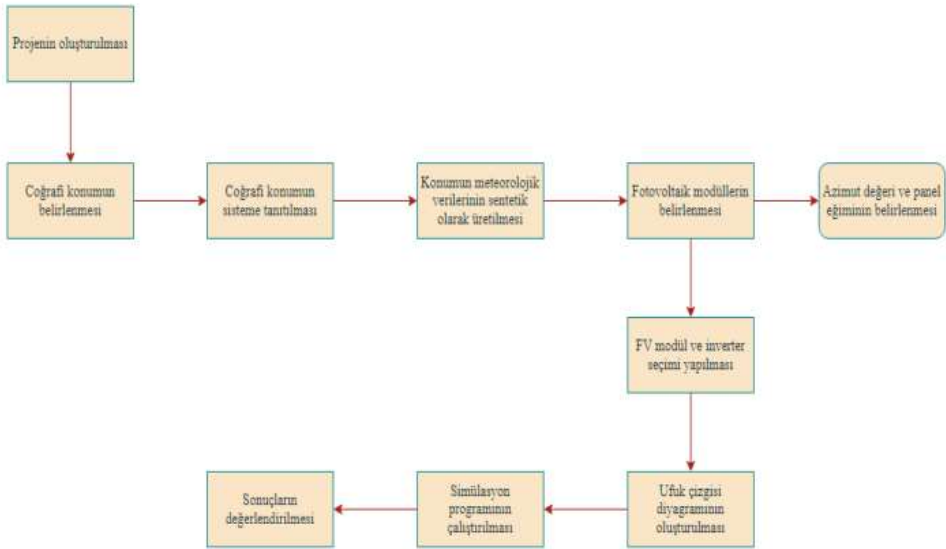 Projenin oluşturulması
Coğrafi konumun
belirlenmesi
Coğrafi konumun
sisteme tanıtılması
Konumun meteorolojik
verilerinin sentetik
olarak üretilmesi
Fotovoltaik modüllerin
belirlenmesi
Azimut değeri ve panel
eğiminin belirlenmesi
FV modül ve inverter
seçimi yapılması
Ufuk çizgisi
diyagramının
oluşturulması
Simülasyon
programının
çalıştırılması
Sonuçların
değerlendirilmesi